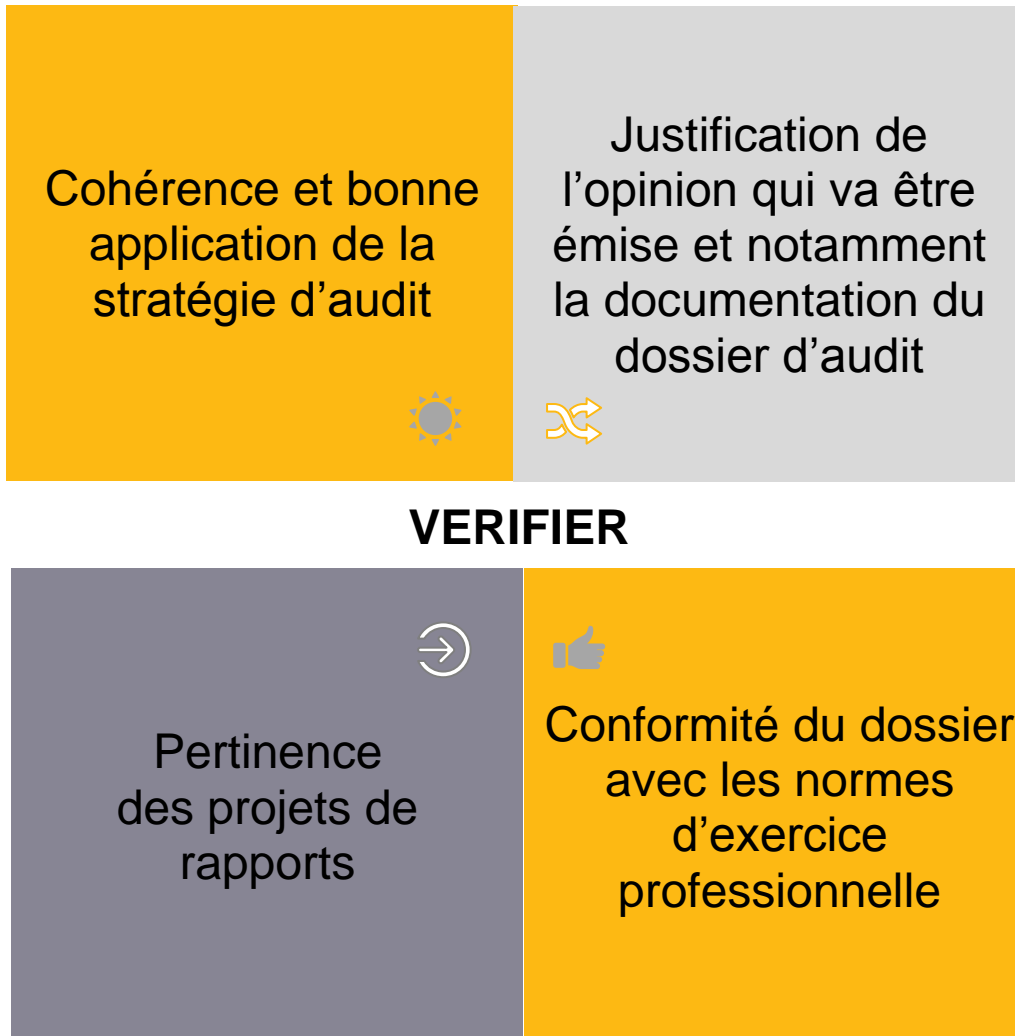 Cohérence et bonne
application de la
stratégie d’audit
Justification de
l’opinion qui va être
émise et notamment
la documentation du
dossier d’audit
VERIFIER
Pertinence
des projets de
rapports
Conformité du dossier
avec les normes
d’exercice
professionnelle